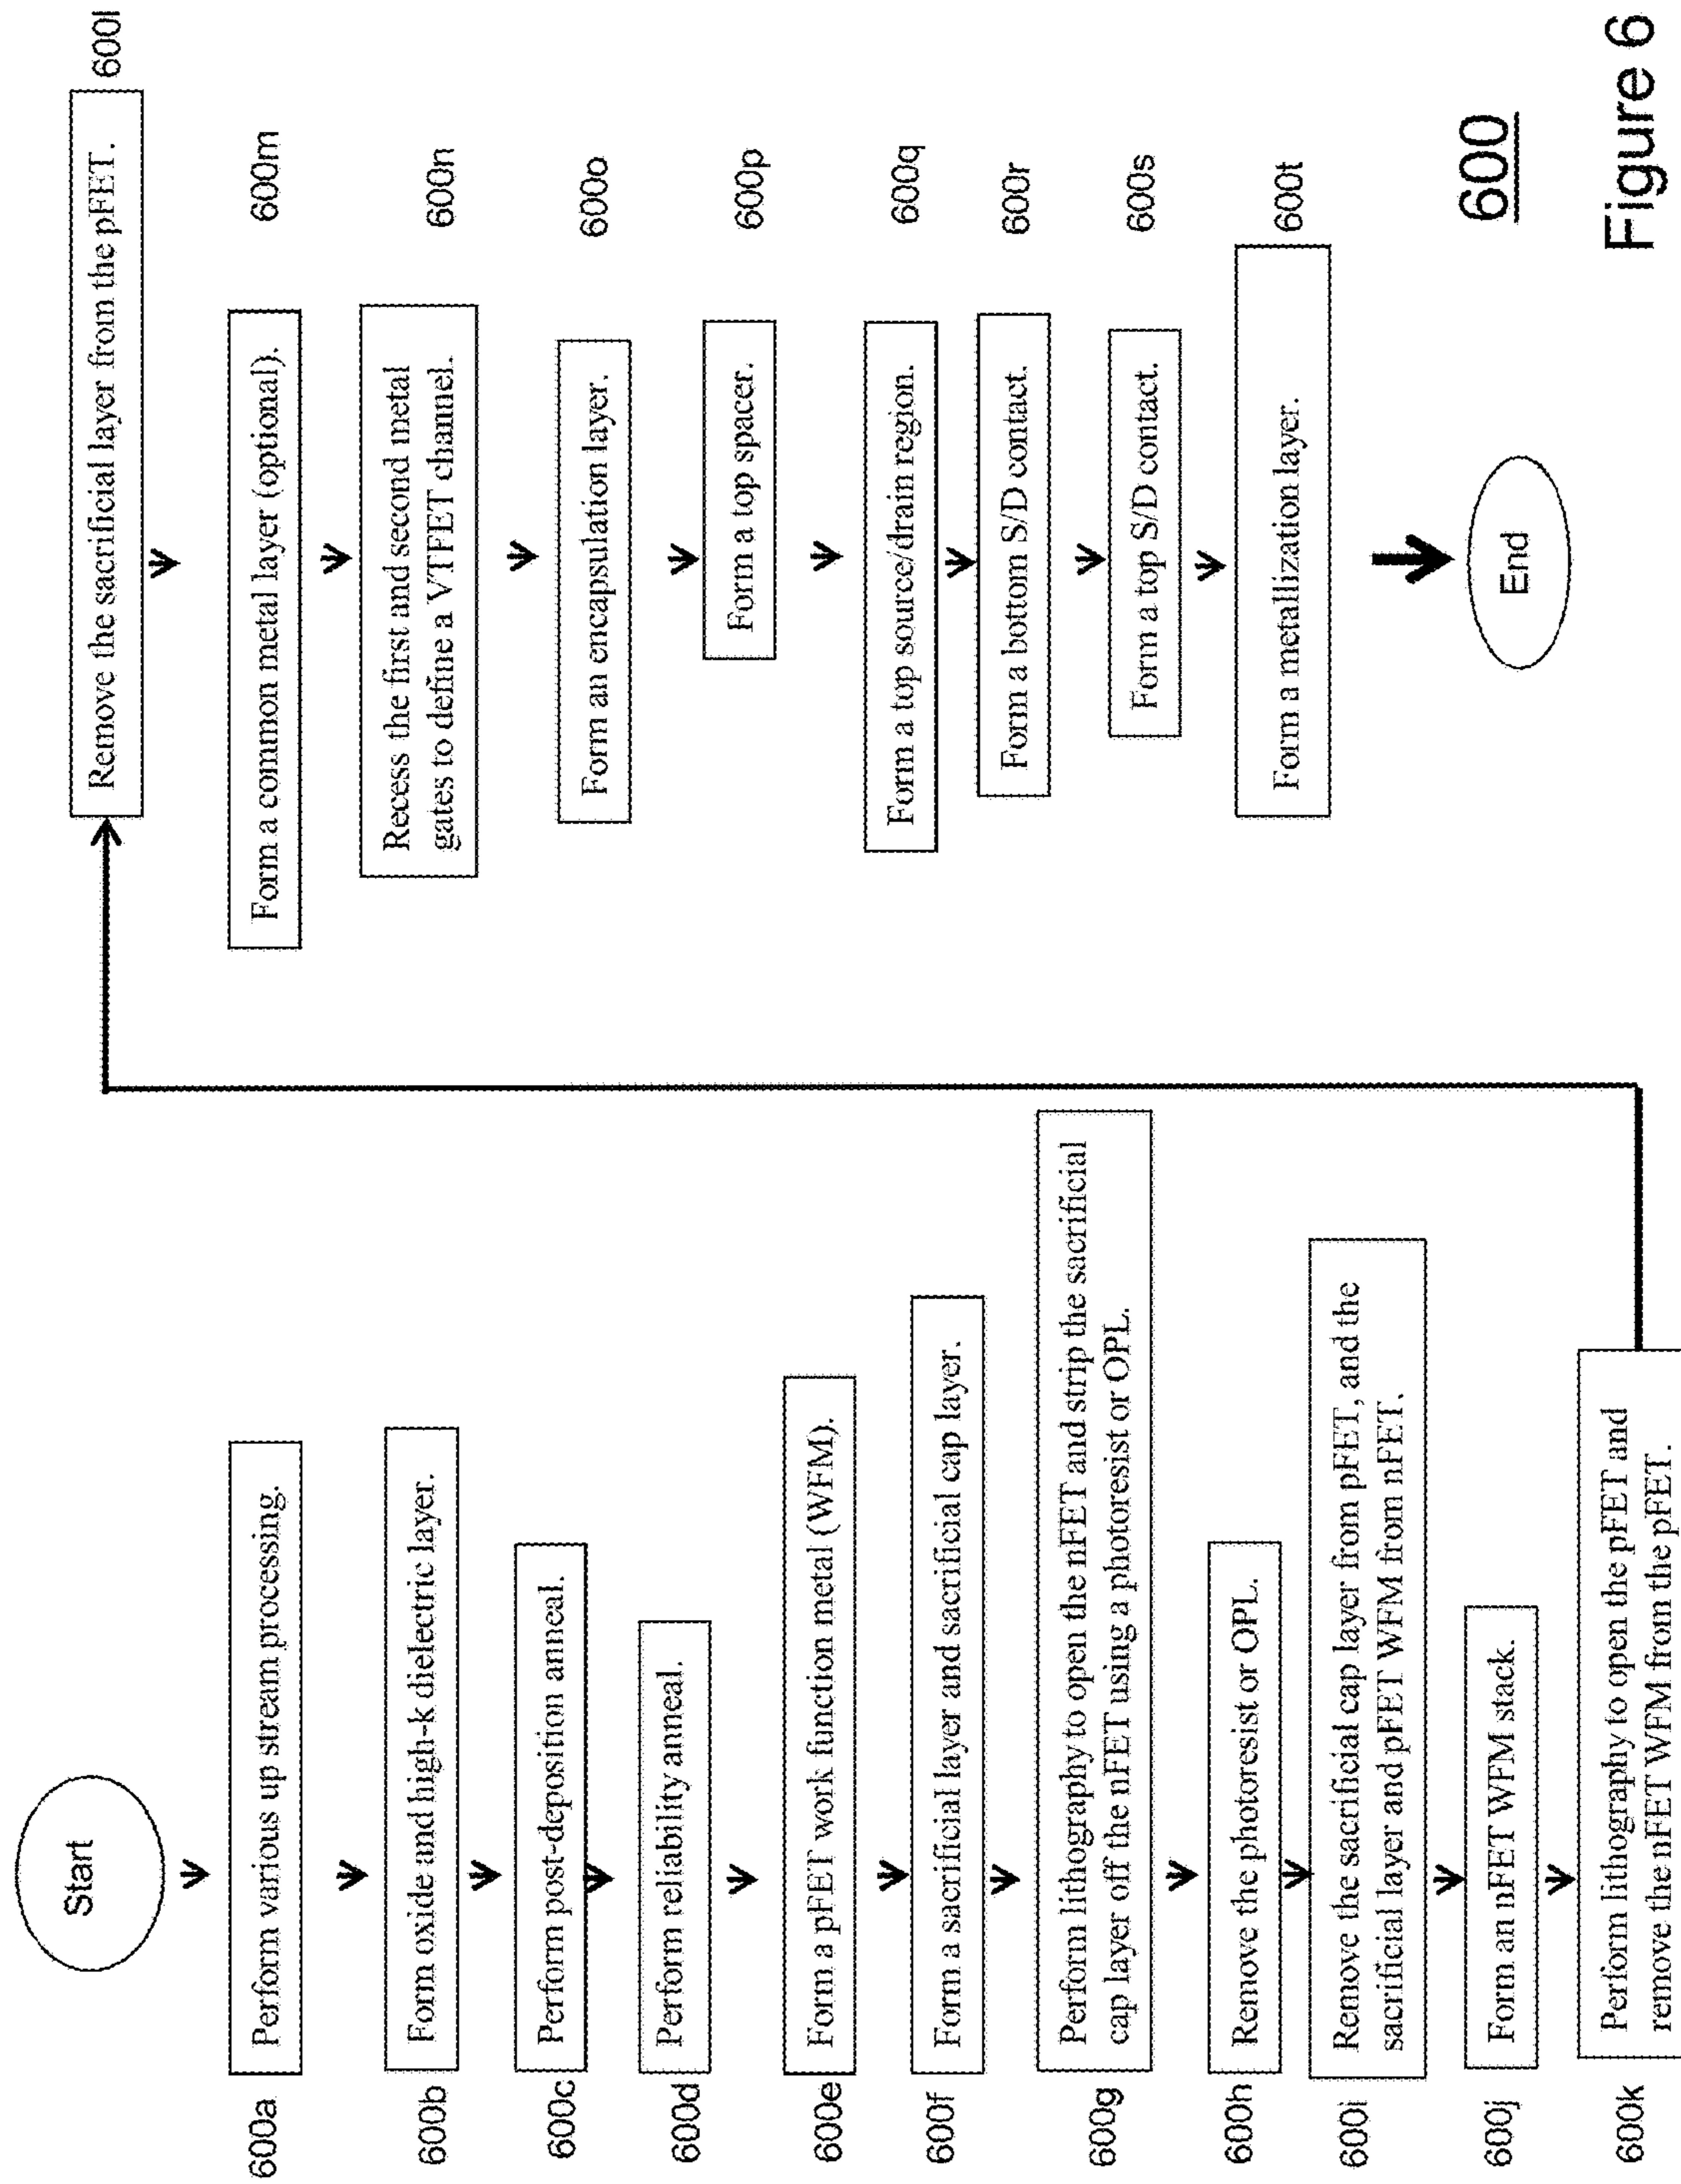 Start
600a
Perform various up stream processing.
600b
Form oxide and high-k dielectric layer.
600c
Perform post-deposition anneal.
600d
Perform reliability anneal.
600e
Form a pFET work function metal (WFM).
600f
Form a sacrificial layer and sacrificial cap layer.
600g
Perform lithography to open the nFET and strip the sacrificial
cap layer off the nFET using a photoresist or OPL.
600h
Remove the photoresist or OPL.
600i
Remove the sacrificial cap layer from pFET, and the
sacrificial layer and pFET WFM from nFET.
600j
Form an nFET WFM stack.
600k
Perform lithography to open the pFET and
remove the nFET WFM from the pFET.
Remove the sacrificial layer from the pFET.
600l
Form a common metal layer (optional).
600m
Recess the first and second metal
gates to define a VTFET channel.
600n
Form an encapsulation layer.
600o
Form a top spacer.
600p
Form a top source/drain region.
600q
Form a bottom S/D contact.
600r
Form a top S/D contact.
600s
Form a metallization layer.
600t
End
600
Figure 6